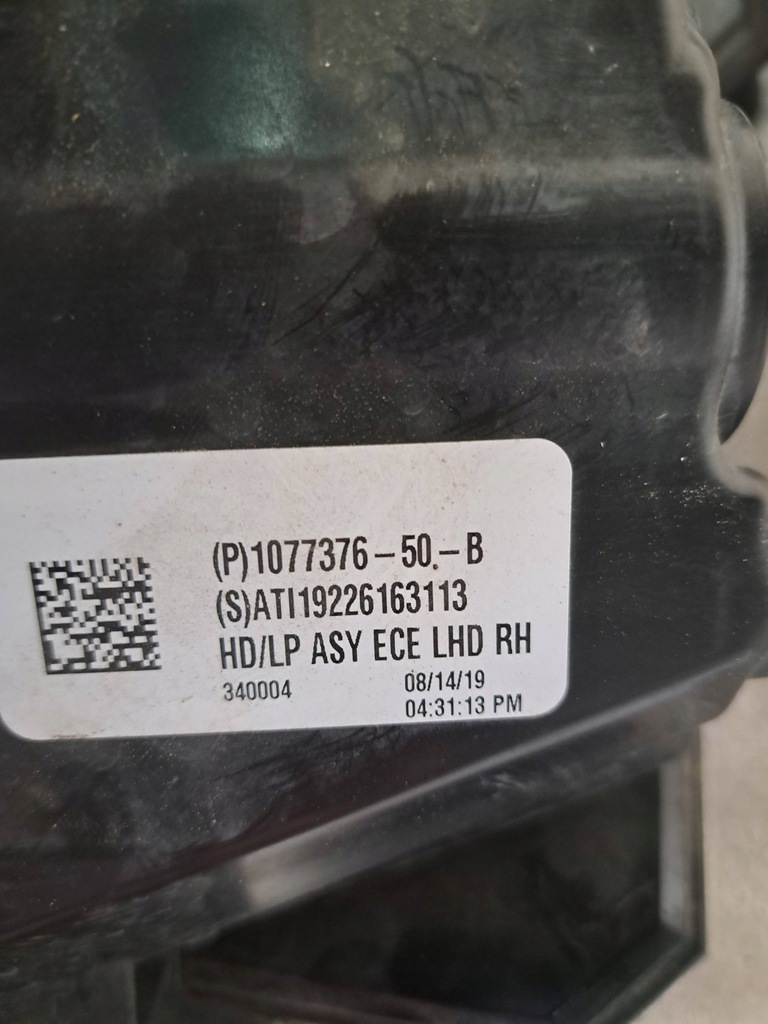 (P)1077376-50.-B
(S)ATI19226163113
HD/LP ASY ECE LHD RH
340004 08/14/19
04:31:13 PM